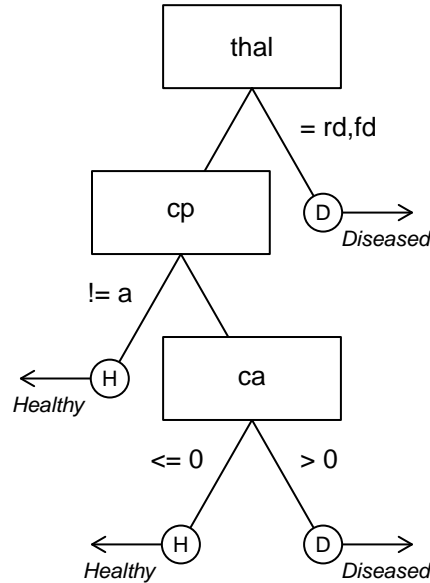 thal
= rd,fd
cp
D
Diseased
!= a
H
Healthy
ca
<= 0
> 0
H
D
Healthy
Diseased